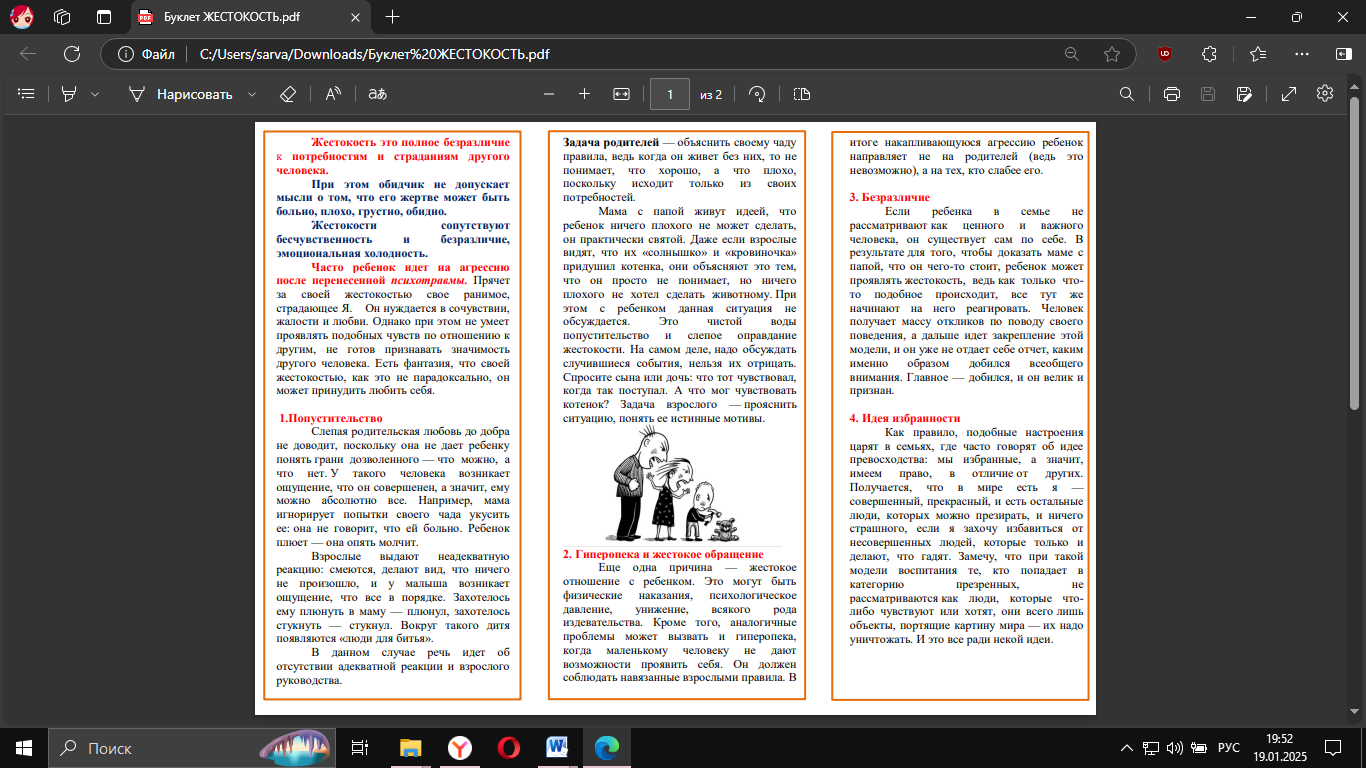 Буклет ЖЕСТОКОСТЬ.pdf
Файл
C:/Users/sarva/Downloads/Буклет%20ЖЕСТОКОСТЬ.pdf
Нарисовать
аあ
1
из 2
Жестокость это полное безразличие
к потребностям и страданиям другого
человека.
При этом обидчик не допускает
мысли о том, что его жертве может быть
больно, плохо, грустно, обидно.
Жестокости сопутствуют
бесчувственность и безразличие,
эмоциональная холодность.
Часто ребенок идет на агрессию
после перенесенной психотравмы. Прячет
за своей жестокостью свое ранимое,
страдающее Я. Он нуждается в сочувствии,
жалости и любви. Однако при этом не умеет
проявлять подобных чувств по отношению к
другим, не готов признавать значимость
другого человека. Есть фантазия, что своей
жестокостью, как это не парадоксально, он
может принудить любить себя.
1.Попустительство
Слепая родительская любовь до добра
не доводит, поскольку она не дает ребенку
понять грани дозволенного — что можно, а
что нет. У такого человека возникает
ощущение, что он совершенен, а значит, ему
можно абсолютно все. Например, мама
игнорирует попытки своего чада укусить
ее: она не говорит, что ей больно. Ребенок
плюет — она опять молчит.
Взрослые выдают неадекватную
реакцию: смеются, делают вид, что ничего
не произошло, и у малыша возникает
ощущение, что все в порядке. Захотелось
ему плюнуть в маму — плюнул, захотелось
стукнуть — стукнул. Вокруг такого дитя
появляются «люди для битья».
В данном случае речь идет об
отсутствии адекватной реакции и взрослого
руководства.
Задача родителей — объяснить своему чаду
правила, ведь когда он живет без них, то не
понимает, что хорошо, а что плохо,
поскольку исходит только из своих
потребностей.
Мама с папой живут идеей, что
ребенок ничего плохого не может сделать,
он практически святой. Даже если взрослые
видят, что их «солнышко» и «кровиночка»
придушил котенка, они объясняют это тем,
что он просто не понимает, но ничего
плохого не хотел сделать животному. При
этом с ребенком данная ситуация не
обсуждается. Это чистой воды
попустительство и слепое оправдание
жестокости. На самом деле, надо обсуждать
случившиеся события, нельзя их отрицать.
Спросите сына или дочь: что тот чувствовал,
когда так поступал. А что мог чувствовать
котенок? Задача взрослого — прояснить
ситуацию, понять ее истинные мотивы.
2. Гиперопека и жестокое обращение
Еще одна причина — жестокое
отношение с ребенком. Это могут быть
физические наказания, психологическое
давление, унижение, всякого рода
издевательства. Кроме того, аналогичные
проблемы может вызвать и гиперопека,
когда маленькому человеку не дают
возможности проявить себя. Он должен
соблюдать навязанные взрослыми правила. В
итоге накапливающуюся агрессию ребенок
направляет не на родителей (ведь это
невозможно), а на тех, кто слабее его.
3. Безразличие
Если ребенка в семье не
рассматривают как ценного и важного
человека, он существует сам по себе. В
результате для того, чтобы доказать маме с
папой, что он чего-то стоит, ребенок может
проявлять жестокость, ведь как только что-
то подобное происходит, все тут же
начинают на него реагировать. Человек
получает массу откликов по поводу своего
поведения, а дальше идет закрепление этой
модели, и он уже не отдает себе отчет, каким
именно образом добился всеобщего
внимания. Главное — добился, и он велик и
признан.
4. Идея избранности
Как правило, подобные настроения
царят в семьях, где часто говорят об идее
превосходства: мы избранные, а значит,
имеем право, в отличие от других.
Получается, что в мире есть я —
совершенный, прекрасный, и есть остальные
люди, которых можно презирать, и ничего
страшного, если я захочу избавиться от
несовершенных людей, которые только и
делают, что гадят. Замечу, что при такой
модели воспитания те, кто попадает в
категорию презренных, не
рассматриваются как люди, которые что-
либо чувствуют или хотят, они всего лишь
объекты, портящие картину мира — их надо
уничтожать. И это все ради некой идеи.
Поиск
РУС
19:52
19.01.2025